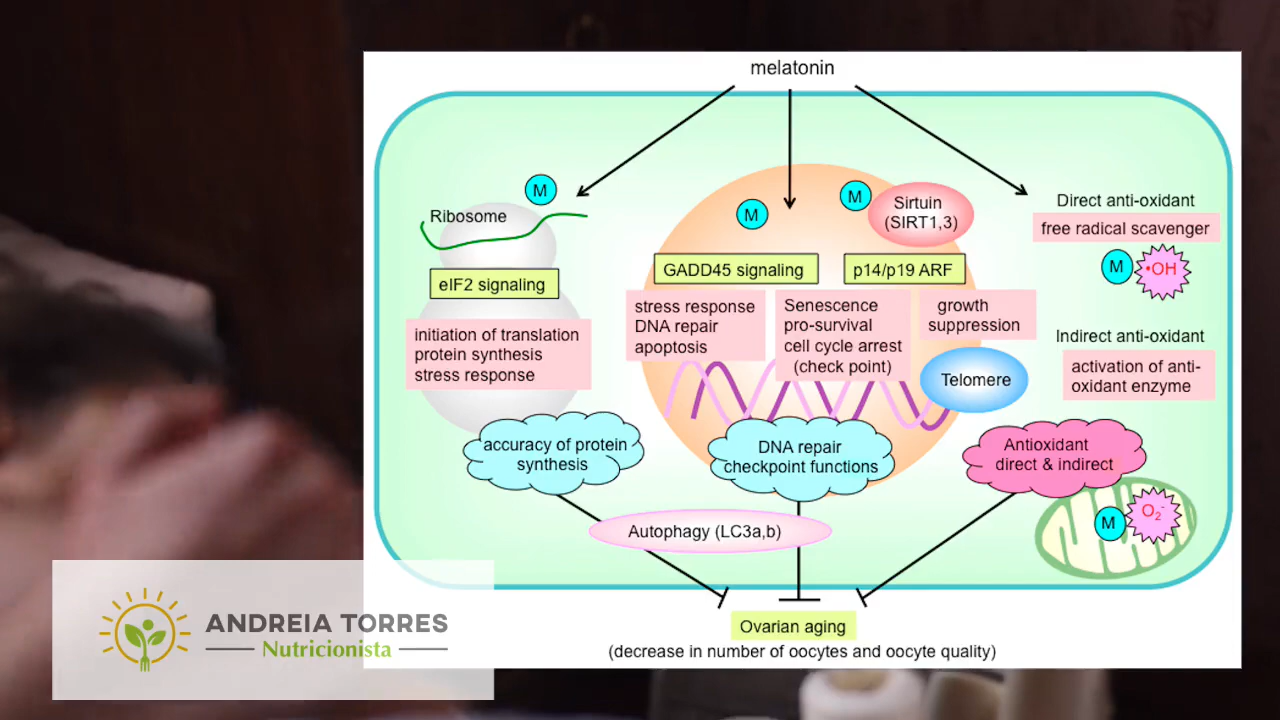 melatonin
M
Ribosome
eIF2 signaling
initiation of translation
protein synthesis
stress response
accuracy of protein
synthesis
M
M
Sirtuin
(SIRT1,3)
GADD45 signaling
p14/p19 ARF
stress response
DNA repair
apoptosis
Senescence
pro-survival
cell cycle arrest
(check point)
growth
suppression
Telomere
DNA repair
checkpoint functions
Direct anti-oxidant
free radical scavenger
M •OH
Indirect anti-oxidant
activation of anti-
oxidant enzyme
Antioxidant
direct & indirect
M O₂⁻
Autophagy (LC3a,b)
Ovarian aging
(decrease in number of oocytes and oocyte quality)
ANDREIA TORRES
Nutricionista